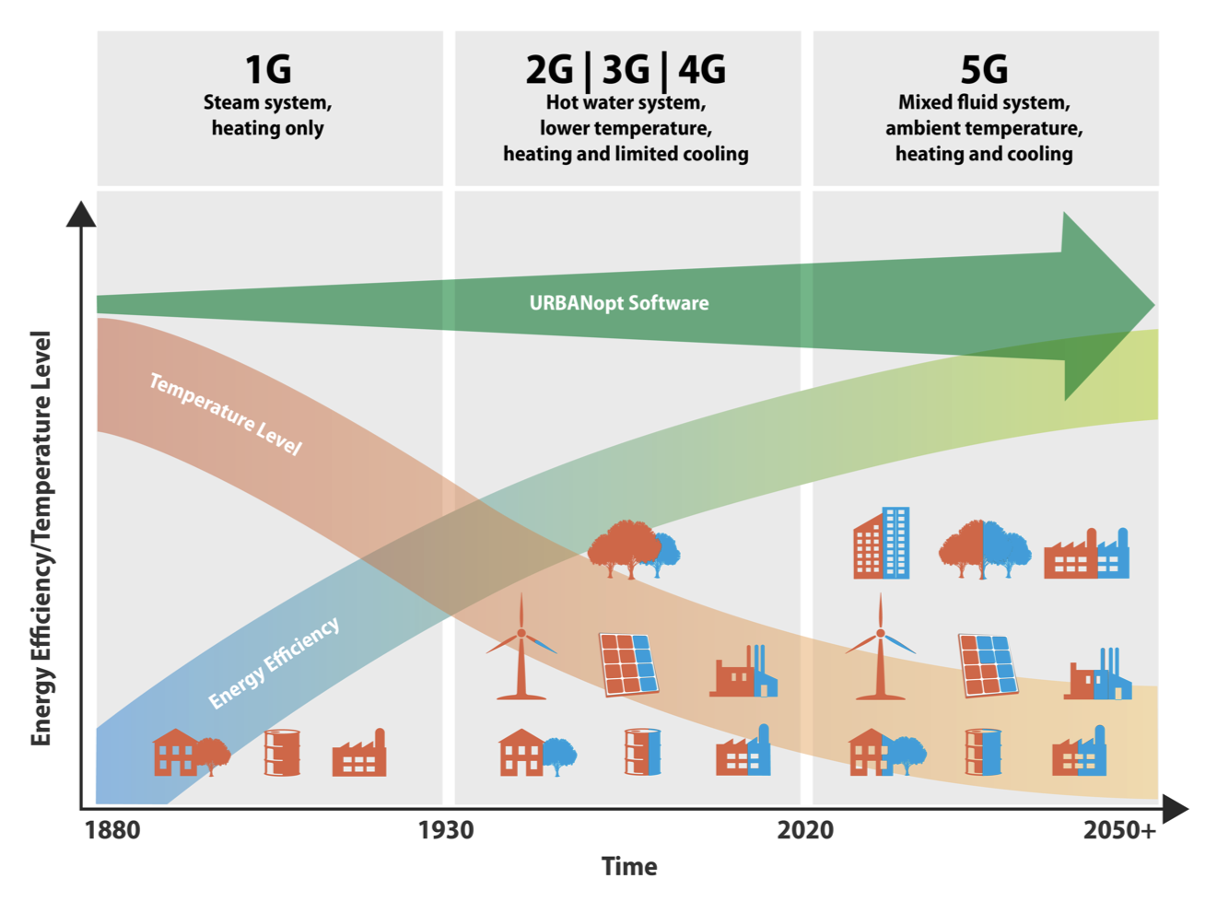 1G
Steam system,
heating only
2G | 3G | 4G
Hot water system,
lower temperature,
heating and limited cooling
5G
Mixed fluid system,
ambient temperature,
heating and cooling
Energy Efficiency/Temperature Level
URBANopt Software
Temperature Level
Energy Efficiency
1880
1930
2020
2050+
Time